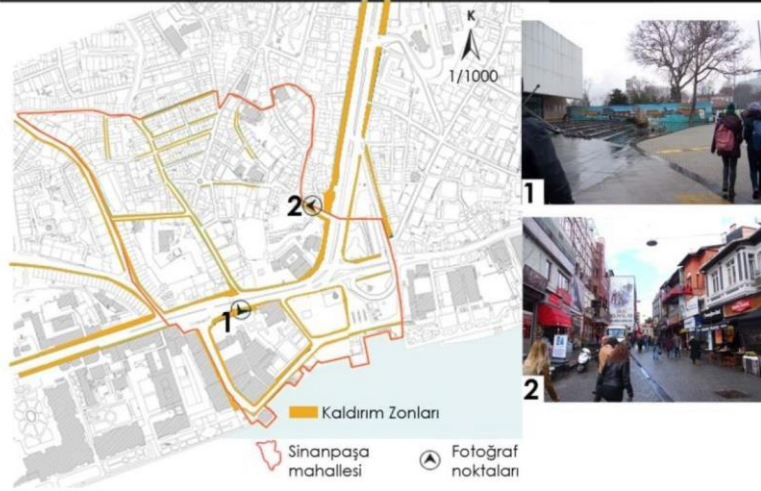 K
1/1000
1
2
1
2
Kaldırım Zonları
Sinanpaşa
mahallesi
Fotoğraf
noktaları